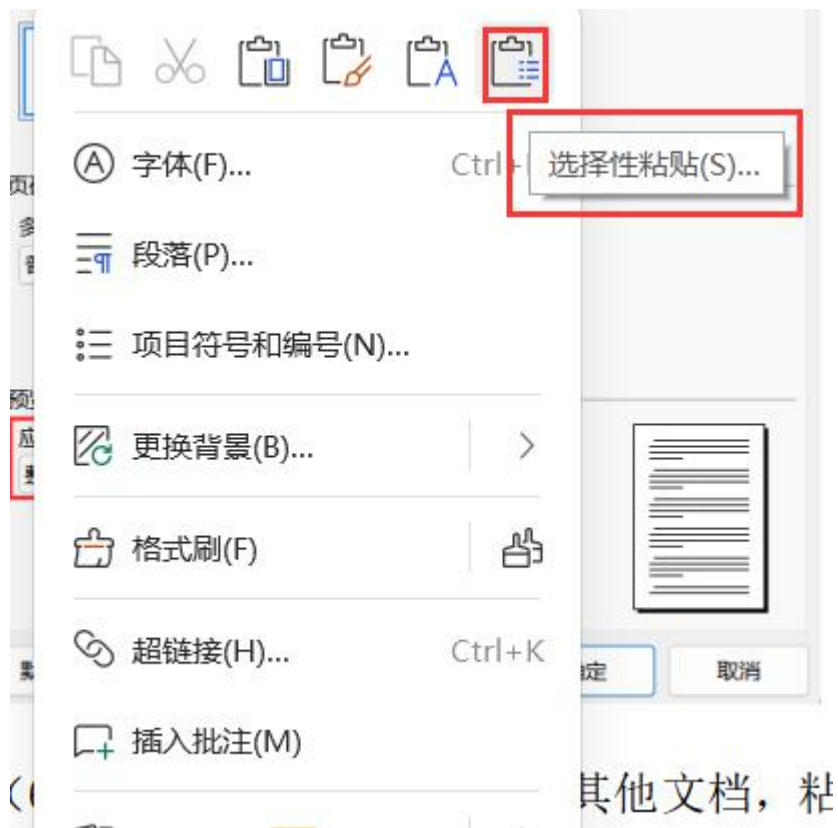 字体(F)...
Ctrl+
选择性粘贴(S)...
段落(P)...
项目符号和编号(N)...
更换背景(B)...
格式刷(F)
超链接(H)... Ctrl+K
取消
插入批注(M)
其他文档，粘